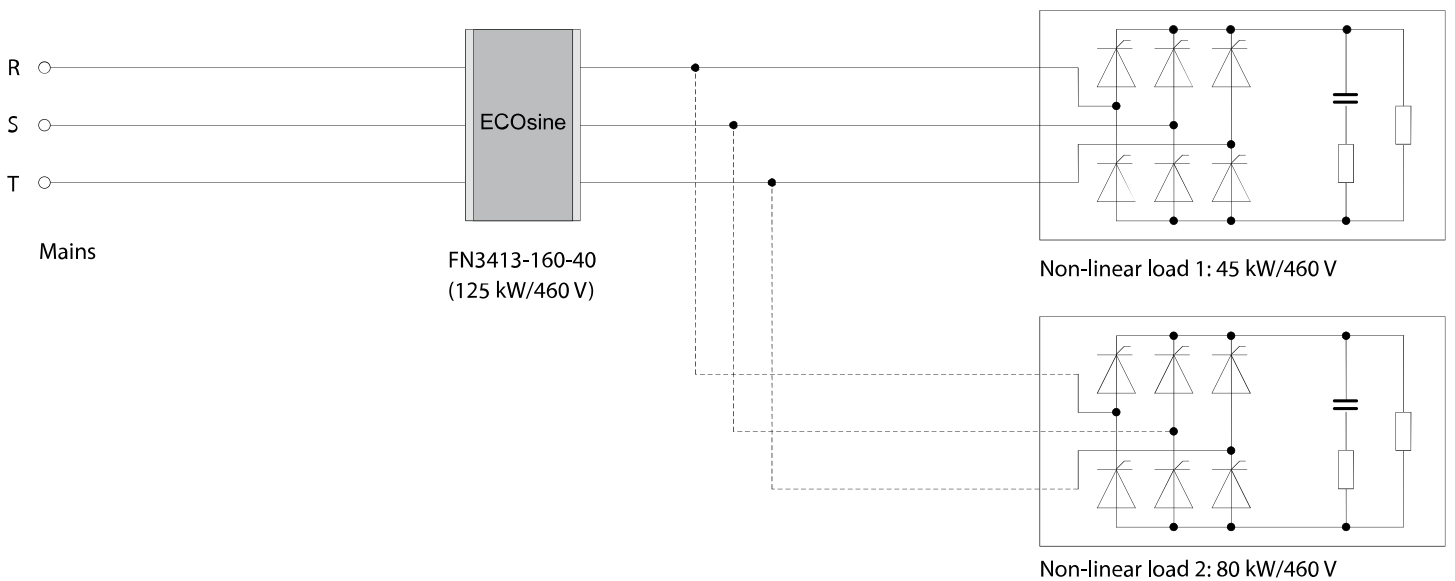 R
S
T
Mains
ECOsine
FN3413-160-40
(125 kW/460 V)
Non-linear load 1: 45 kW/460 V
Non-linear load 2: 80 kW/460 V